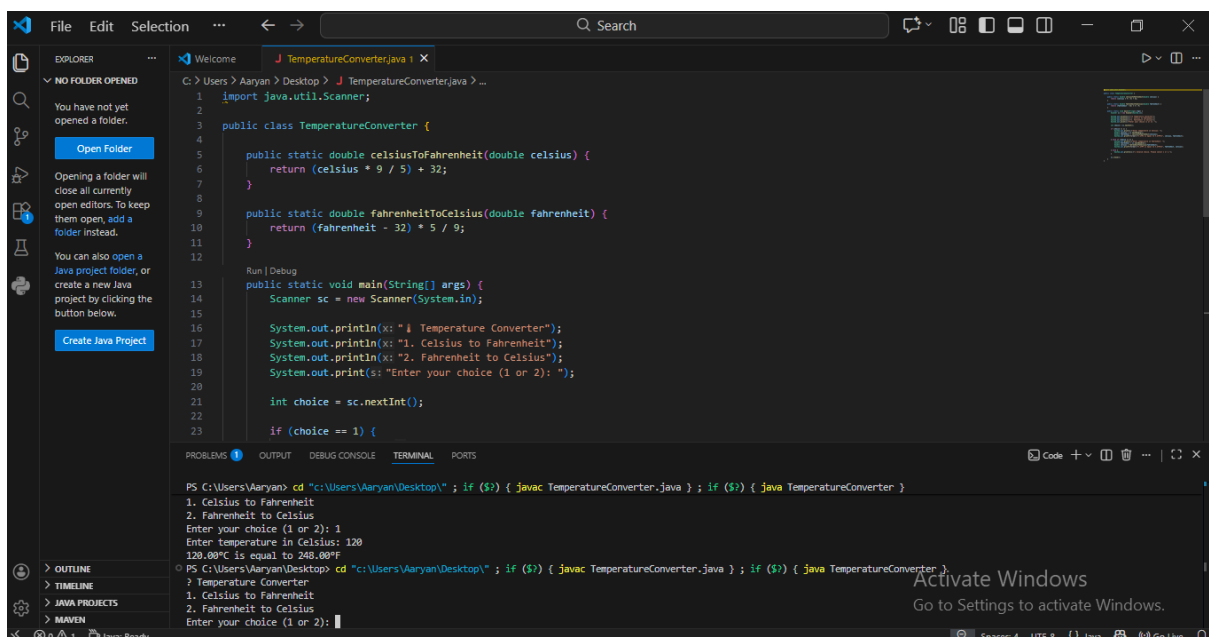 File Edit Selection ··· Search
EXPLORER ···
NO FOLDER OPENED
You have not yet
opened a folder.
Open Folder
Opening a folder will
close all currently
open editors. To keep
them open, add a
folder instead.
You can also open a
Java project folder, or
create a new Java
project by clicking the
button below.
Create Java Project
OUTLINE
TIMELINE
JAVA PROJECTS
MAVEN
Welcome J TemperatureConverter.java 1
C: > Users > Aaryan > Desktop > J TemperatureConverter.java > ...
1 import java.util.Scanner;
2
3 public class TemperatureConverter {
4
5 public static double celsiusToFahrenheit(double celsius) {
6 return (celsius * 9 / 5) + 32;
7 }
8
9 public static double fahrenheitToCelsius(double fahrenheit) {
10 return (fahrenheit - 32) * 5 / 9;
11 }
12
Run | Debug
13 public static void main(String[] args) {
14 Scanner sc = new Scanner(System.in);
15
16 System.out.println(x: "🌡 Temperature Converter");
17 System.out.println(x: "1. Celsius to Fahrenheit");
18 System.out.println(x: "2. Fahrenheit to Celsius");
19 System.out.print(s: "Enter your choice (1 or 2): ");
20
21 int choice = sc.nextInt();
22
23 if (choice == 1) {
PROBLEMS 1 OUTPUT DEBUG CONSOLE TERMINAL PORTS Code
PS C:\Users\Aaryan> cd "c:\Users\Aaryan\Desktop\" ; if ($?) { javac TemperatureConverter.java } ; if ($?) { java TemperatureConverter }
1. Celsius to Fahrenheit
2. Fahrenheit to Celsius
Enter your choice (1 or 2): 1
Enter temperature in Celsius: 120
120.00°C is equal to 248.00°F
PS C:\Users\Aaryan\Desktop> cd "c:\Users\Aaryan\Desktop\" ; if ($?) { javac TemperatureConverter.java } ; if ($?) { java TemperatureConverter }
? Temperature Converter
1. Celsius to Fahrenheit
2. Fahrenheit to Celsius
Enter your choice (1 or 2):
Activate Windows
Go to Settings to activate Windows.
0 1 Java: Ready Spaces: 4 UTF-8 {} Java Go Live